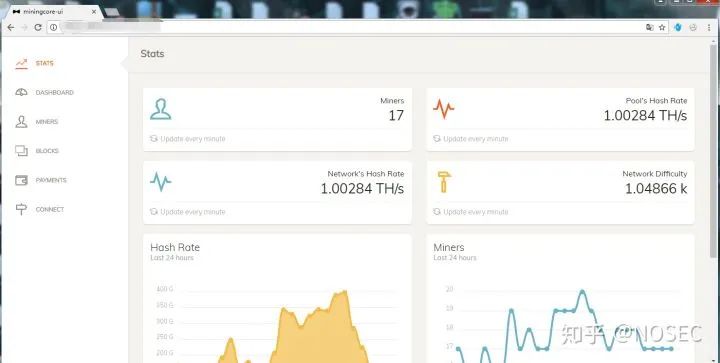 miningcore-ui
Stats
STATS
DASHBOARD
MINERS
BLOCKS
PAYMENTS
CONNECT
Miners
17
Update every minute
Pool's Hash Rate
1.00284 TH/s
Update every minute
Network's Hash Rate
1.00284 TH/s
Update every minute
Network Difficulty
1.04866 k
Update every minute
Hash Rate
Last 24 hours
400 G
350 G
300 G
250 G
200 G
Miners
Last 24 hours
20
19
18
17
知乎 @NOSEC